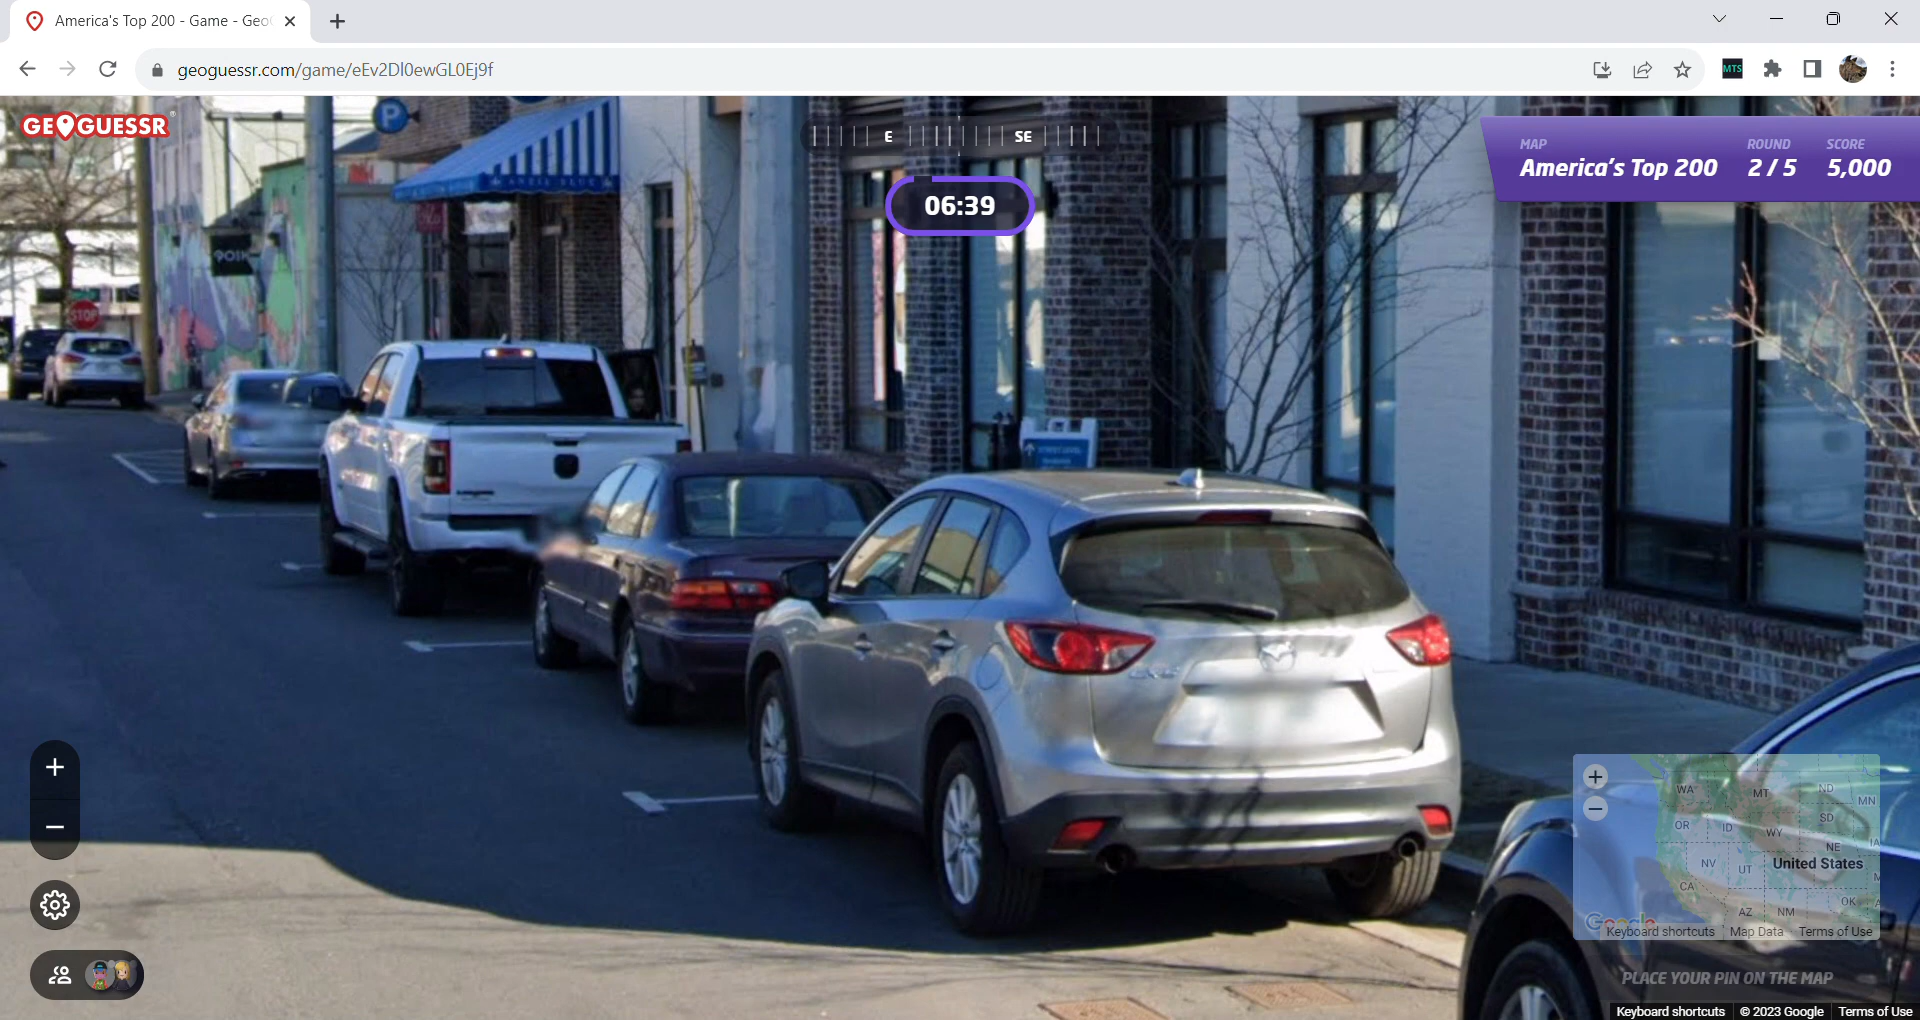 America's Top 200 - Game - Geo
geoguessr.com/game/eEv2Dl0ewGL0Ej9f
MTS
GEOGUESSR
P
E
SE
MAP
ROUND
SCORE
America's Top 200
2 / 5
5,000
06:39
STOP
WA
MT
ND
MN
OR
ID
WY
SD
IA
NE
NV
UT
United States
CA
AZ
NM
OK
Google
Keyboard shortcuts
Map Data
Terms of Use
PLACE YOUR PIN ON THE MAP
Keyboard shortcuts
© 2023 Google
Terms of Use